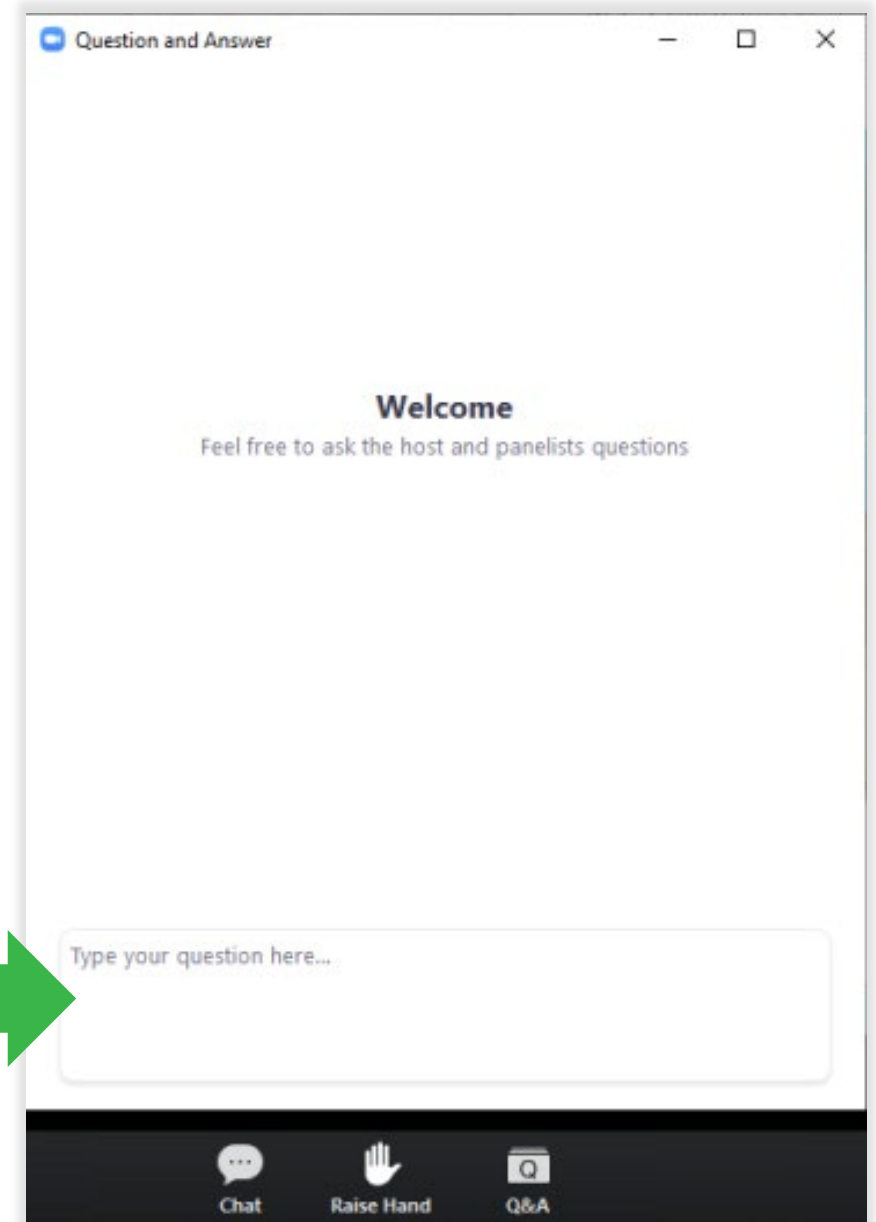 Question and Answer
Welcome
Feel free to ask the host and panelists questions
Type your question here...
Chat Raise Hand Q&A